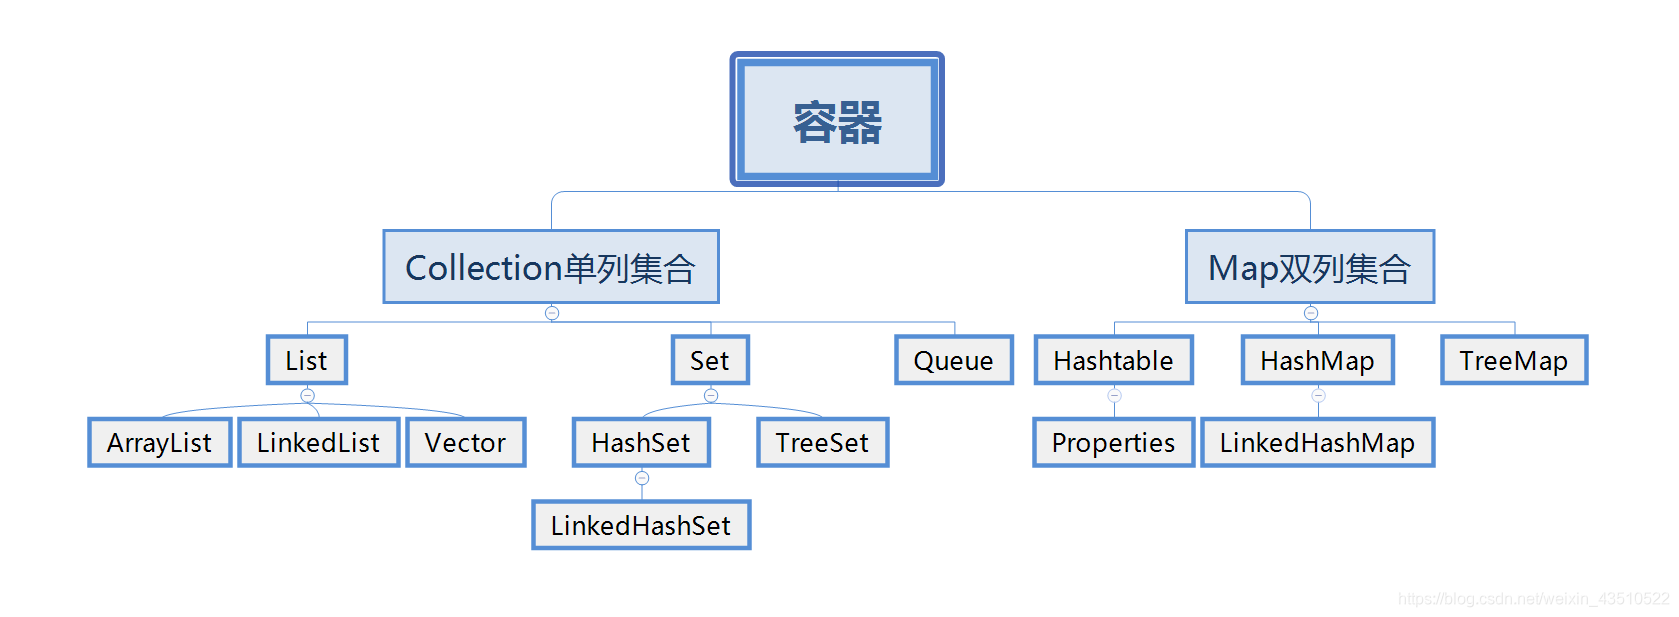 容器
Collection单列集合
Map双列集合
List
Set
Queue
Hashtable
HashMap
TreeMap
ArrayList
LinkedList
Vector
HashSet
TreeSet
Properties
LinkedHashMap
LinkedHashSet
https://blog.csdn.net/weixin_43510522